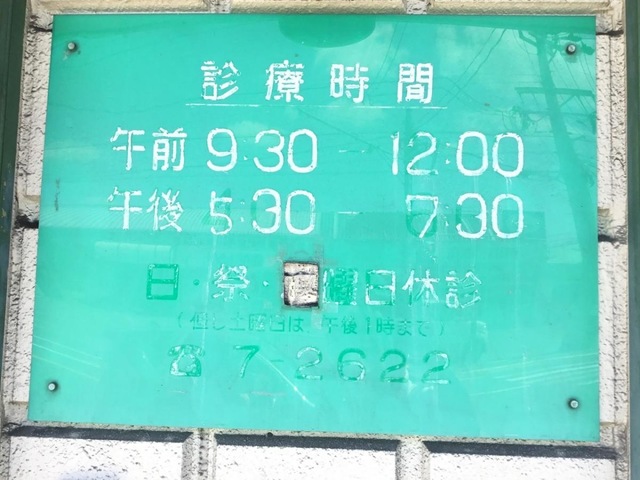 診療時間
午前 9:30 － 12:00
午後 5:30 7:30
日・祭・曜日休診
(但し土曜日は午後1時まで)
☎ 7-2622